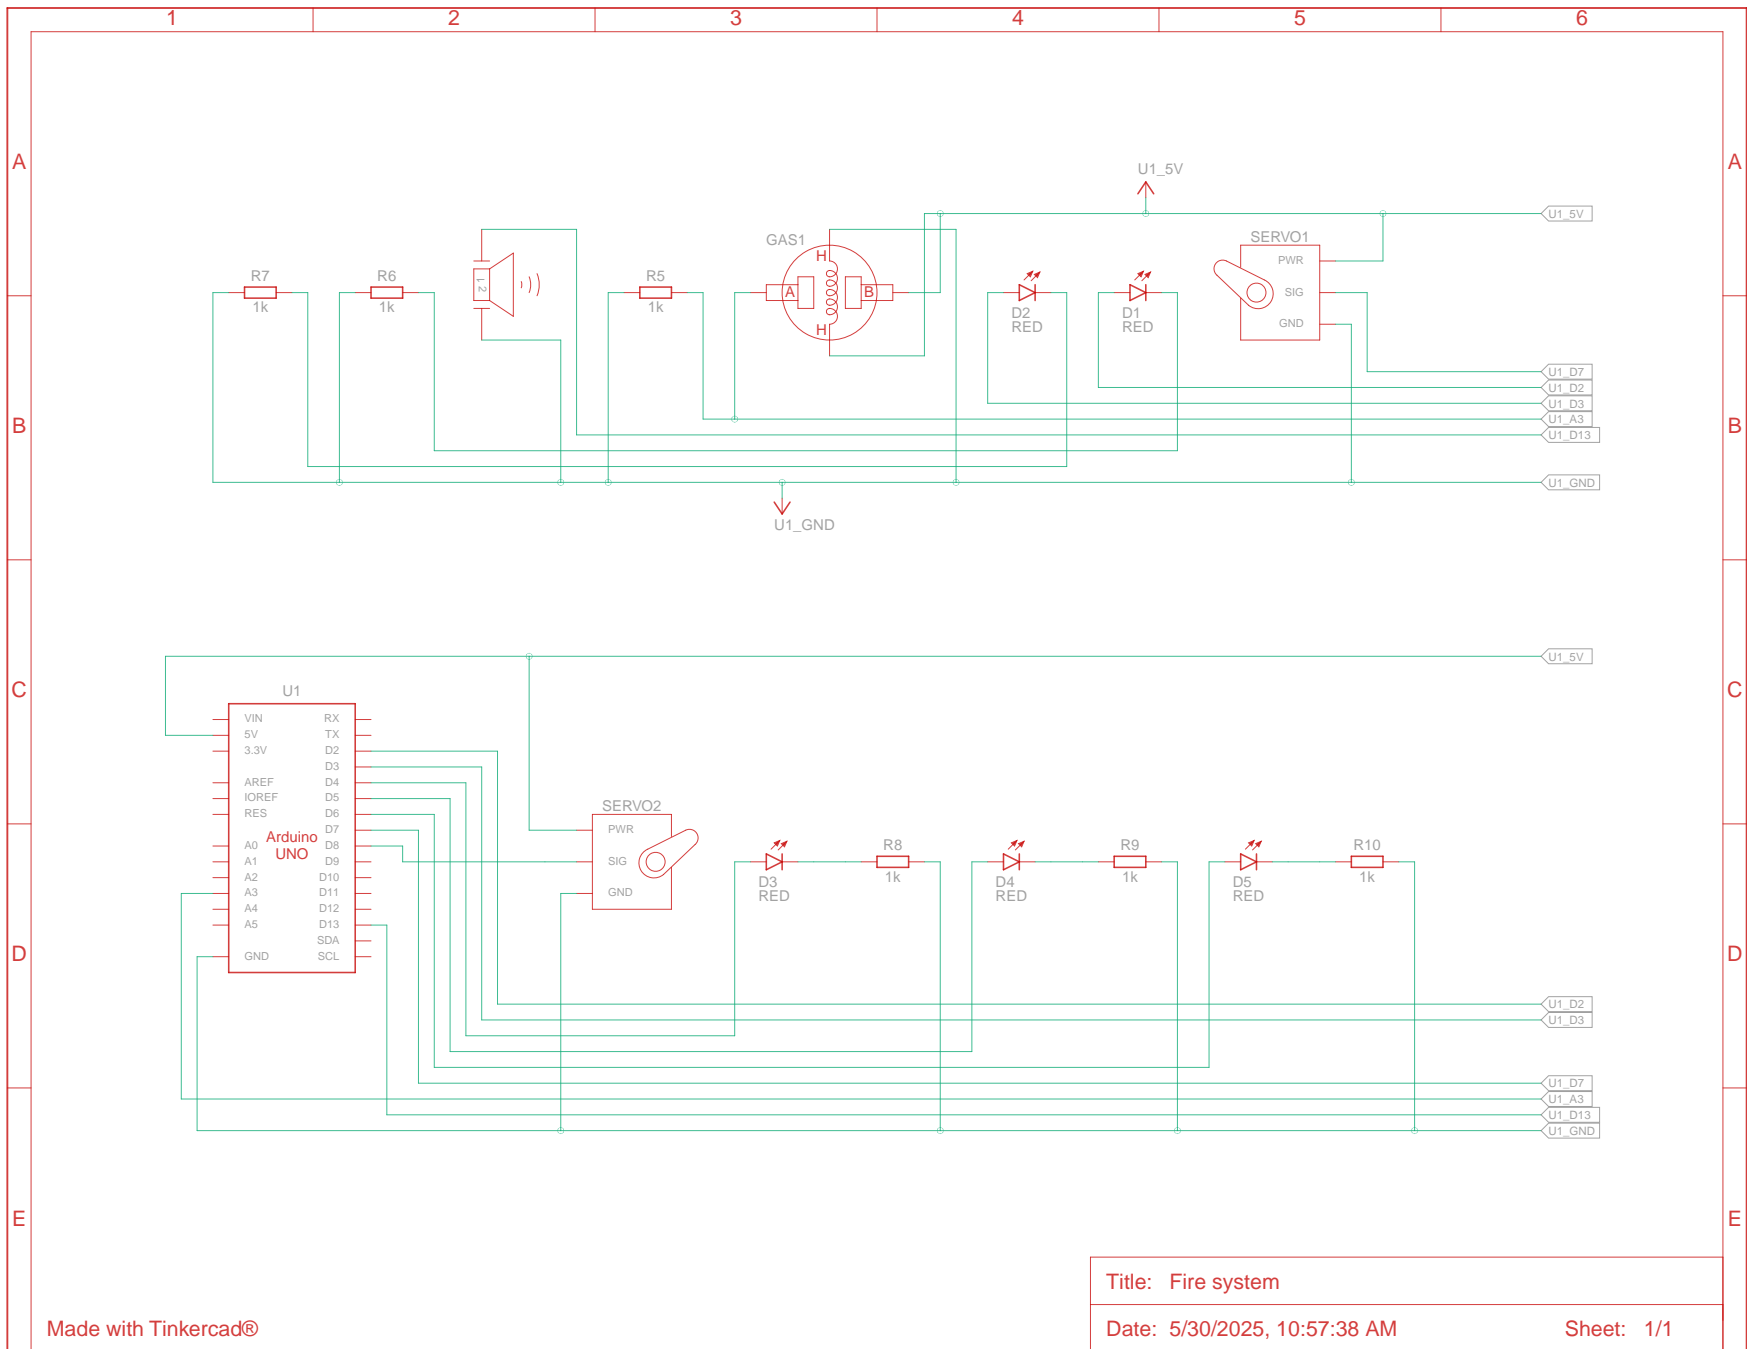 1 2 3 4 5 6
A A
U1_5V
U1_5V
GAS1
SERVO1
H
PWR
R7
R6
R5
L 2
A
B
SIG
1k
1k
1k
D2
D1
GND
RED
RED
H
U1_D7
U1_D2
U1_D3
U1_A3
B B
U1_D13
U1_GND
U1_GND
U1_5V
C C
U1
VIN RX
5V TX
3.3V D2
D3
AREF D4
IOREF D5
RES D6
D7
Arduino
UNO
A0 D8
A1 D9
A2 D10
A3 D11
A4 D12
A5 D13
SDA
GND SCL
SERVO2
PWR
SIG
GND
R8
R9
R10
1k
1k
1k
D3
RED
D4
RED
D5
RED
D D
U1_D2
U1_D3
U1_D7
U1_A3
U1_D13
U1_GND
E E
Title: Fire system
Made with Tinkercad®
Date: 5/30/2025, 10:57:38 AM Sheet: 1/1